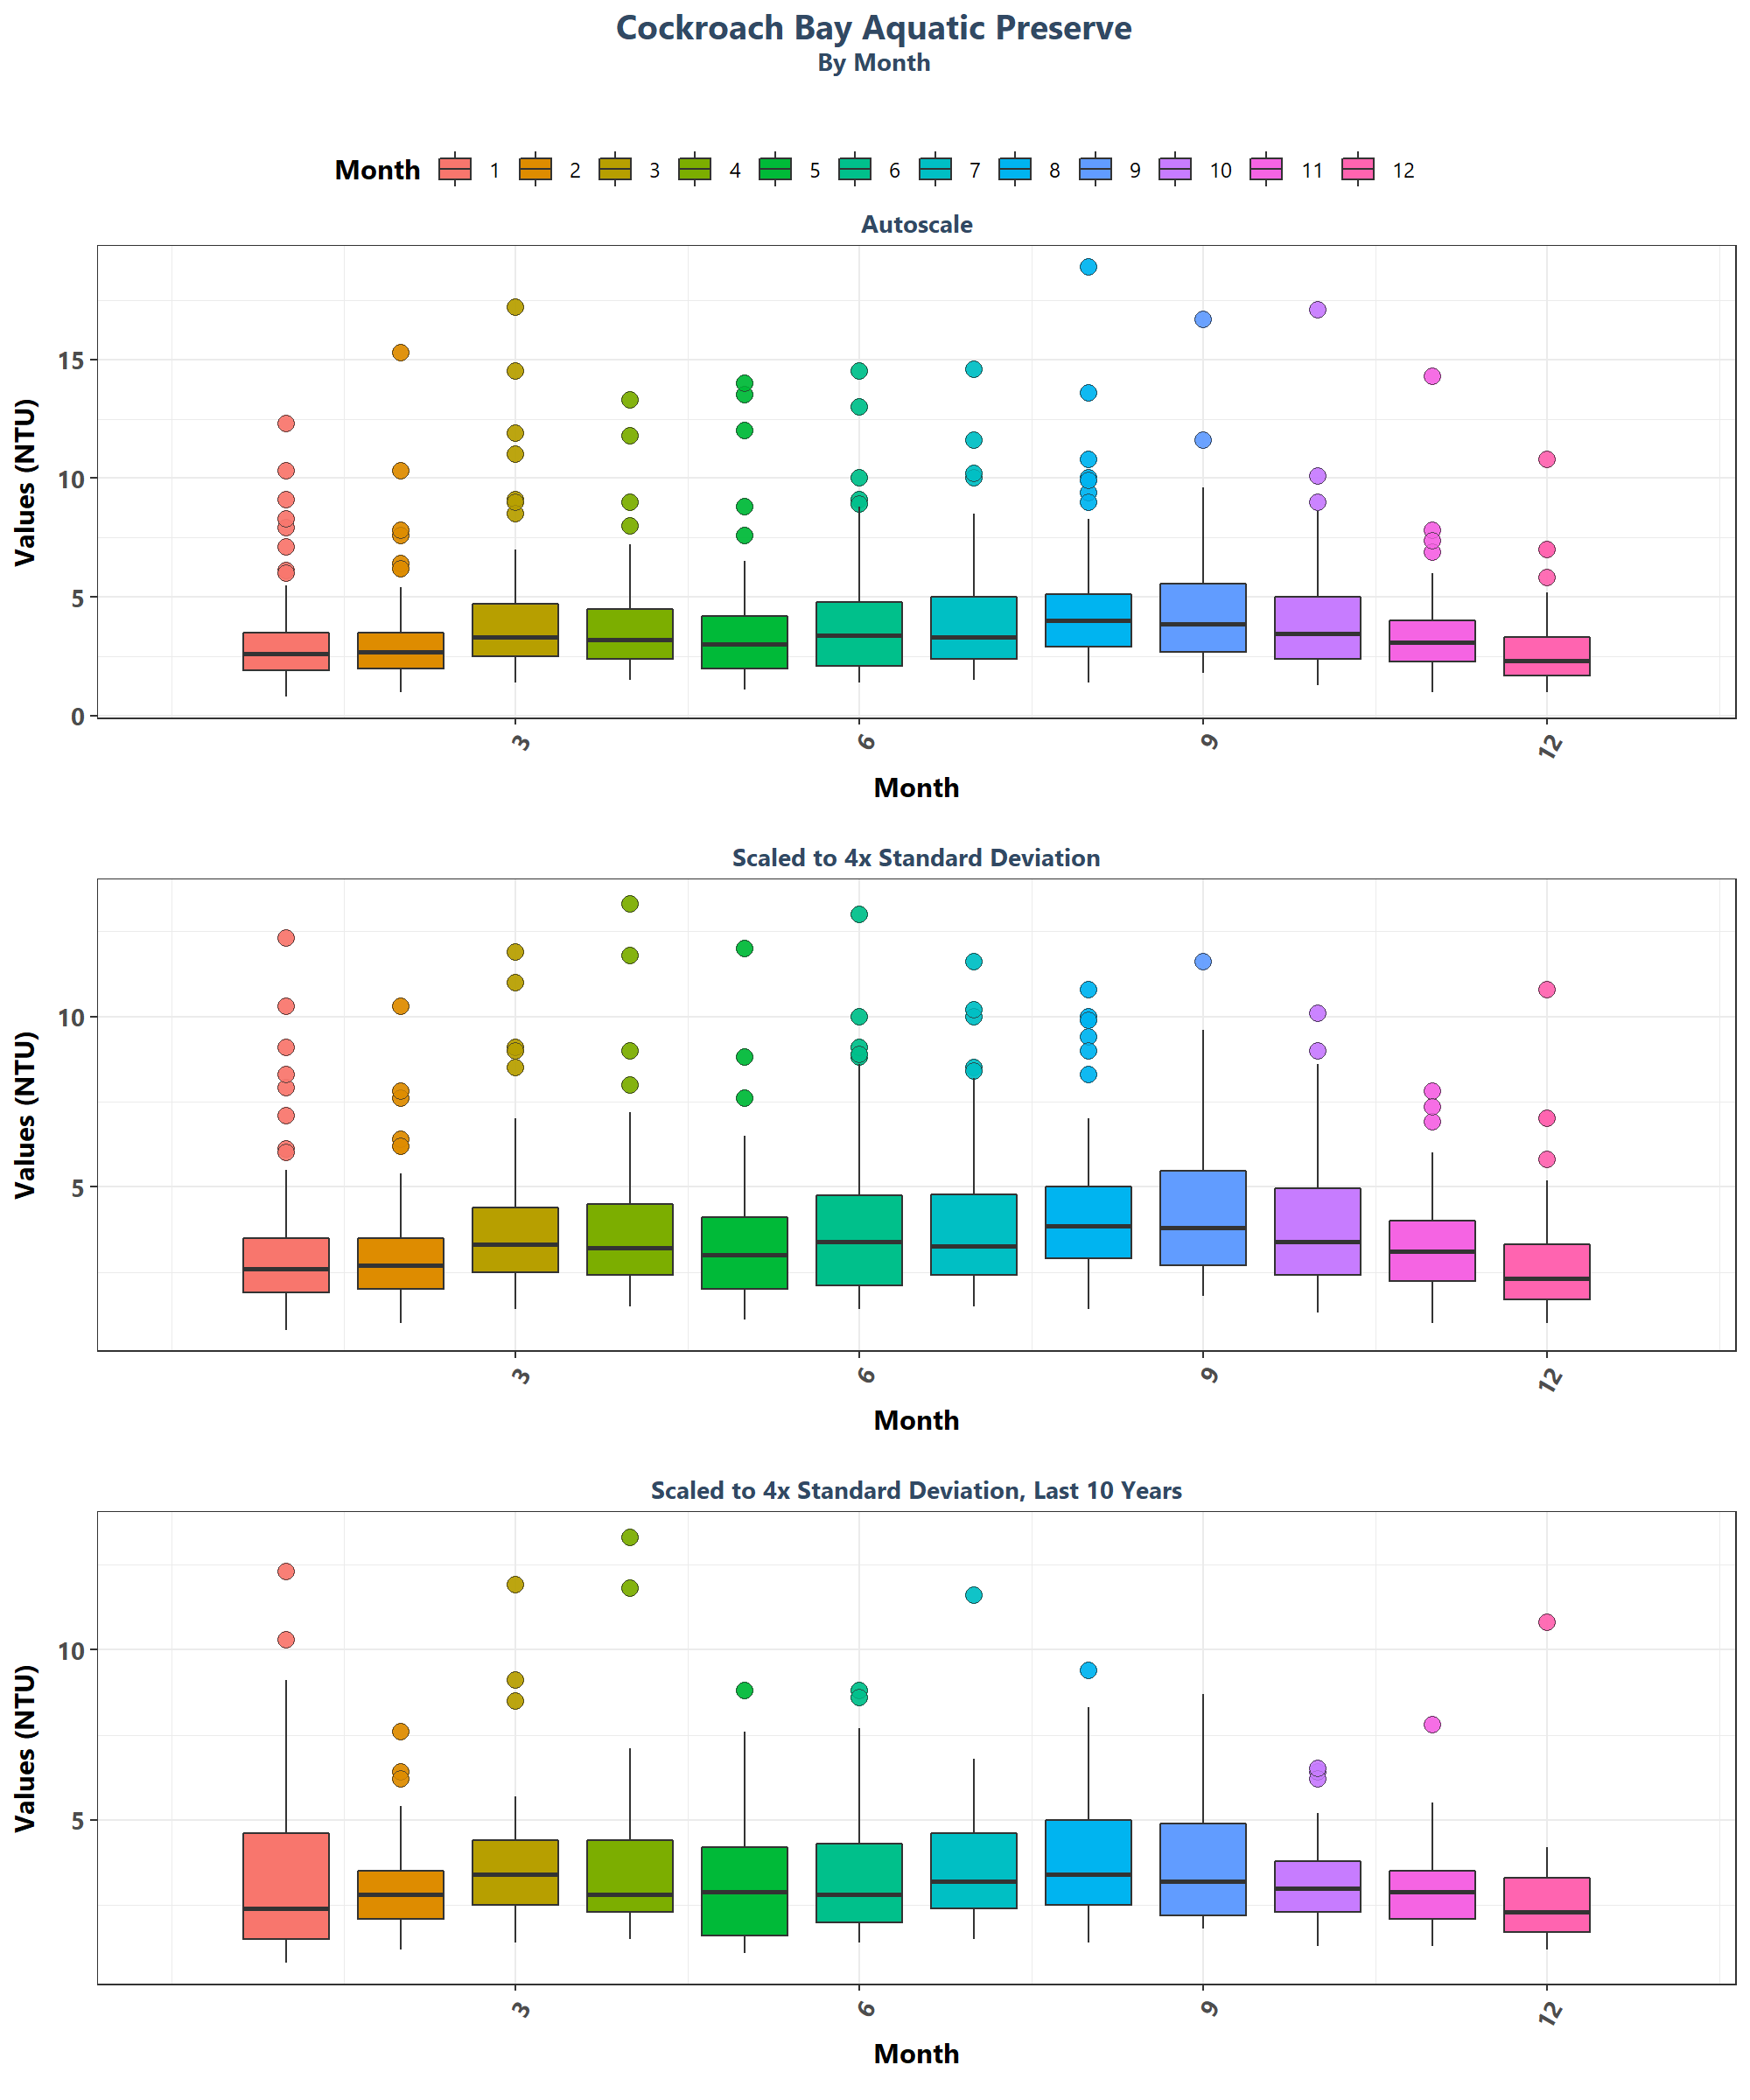 Cockroach Bay Aquatic Preserve
By Month
Month 1 2 3 4 5 6 7 8 9 10 11 12
Autoscale
Values (NTU)
15
10
5
0
3 6 9 12
Month
Scaled to 4x Standard Deviation
Values (NTU)
10
5
3 6 9 12
Month
Scaled to 4x Standard Deviation, Last 10 Years
Values (NTU)
10
5
3 6 9 12
Month